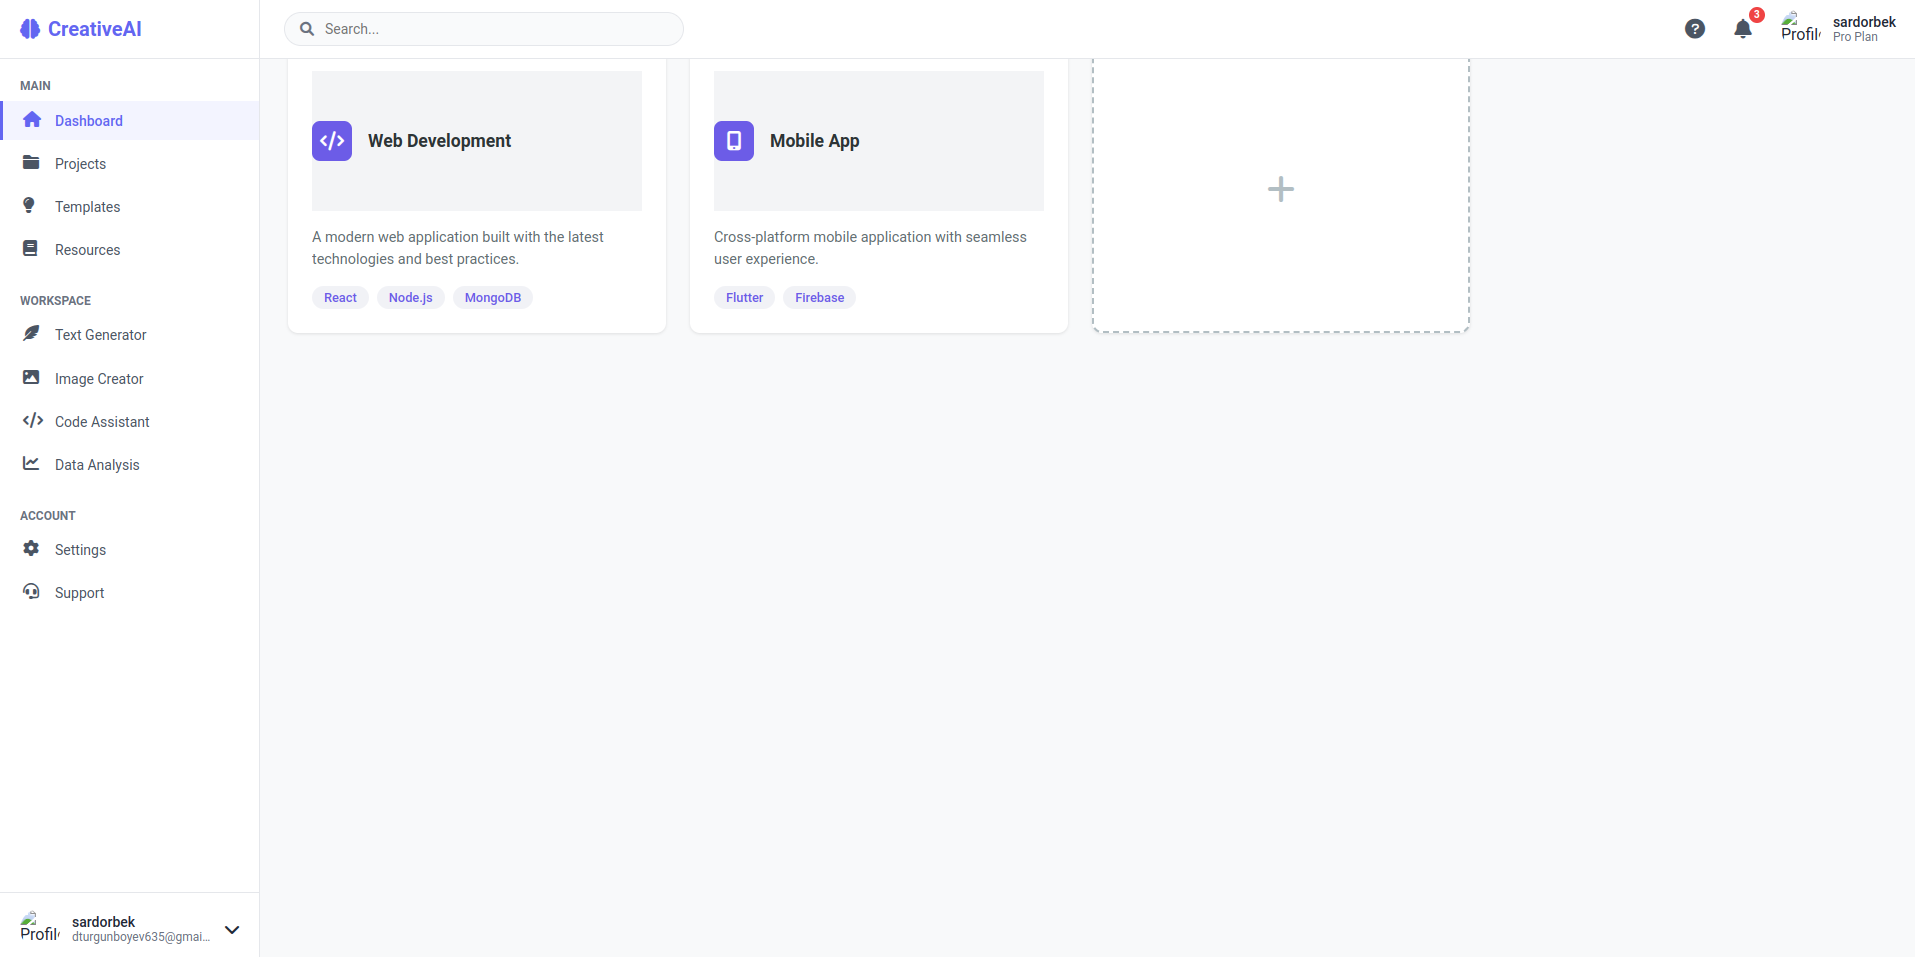 CreativeAI
Search...
?
3
Profil
sardorbek
Pro Plan
MAIN
Dashboard
Projects
Templates
Resources
WORKSPACE
Text Generator
Image Creator
Code Assistant
Data Analysis
ACCOUNT
Settings
Support
Web Development
A modern web application built with the latest
technologies and best practices.
React
Node.js
MongoDB
Mobile App
Cross-platform mobile application with seamless
user experience.
Flutter
Firebase
Profil
sardorbek
dturgunboyev635@gmai...